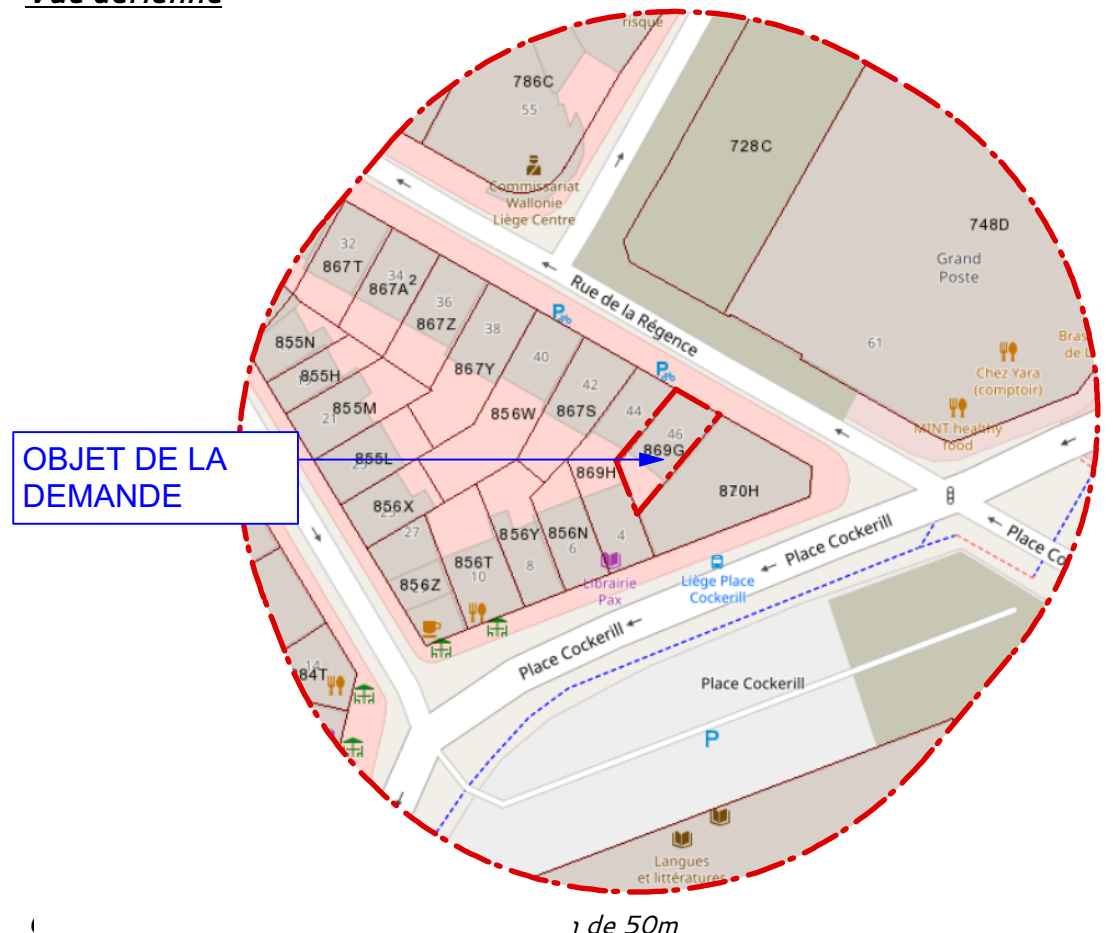 Vue aérienne
risque
786C
55
728C
Commissariat
Wallonie
Liège Centre
748D
Grand
Poste
32
867T
34
867A²
36
867Z
38
867Y
Rue de la Régence
P
61
Bras
de L
Chez Yara
(comptoir)
MINT healthy
food
855N
855H
21
855M
855L
40
856W
42
867S
P
44
46
869G
OBJET DE LA
DEMANDE
869H
870H
856X
27
856Z
856T
10
856Y
8
856N
6
4
Librairie
Pax
Liège Place
Cockerill
Place Cockerill
Place Co
Place Cockerill
Place Cockerill
P
14
84T
Langues
et littératures
de 50m